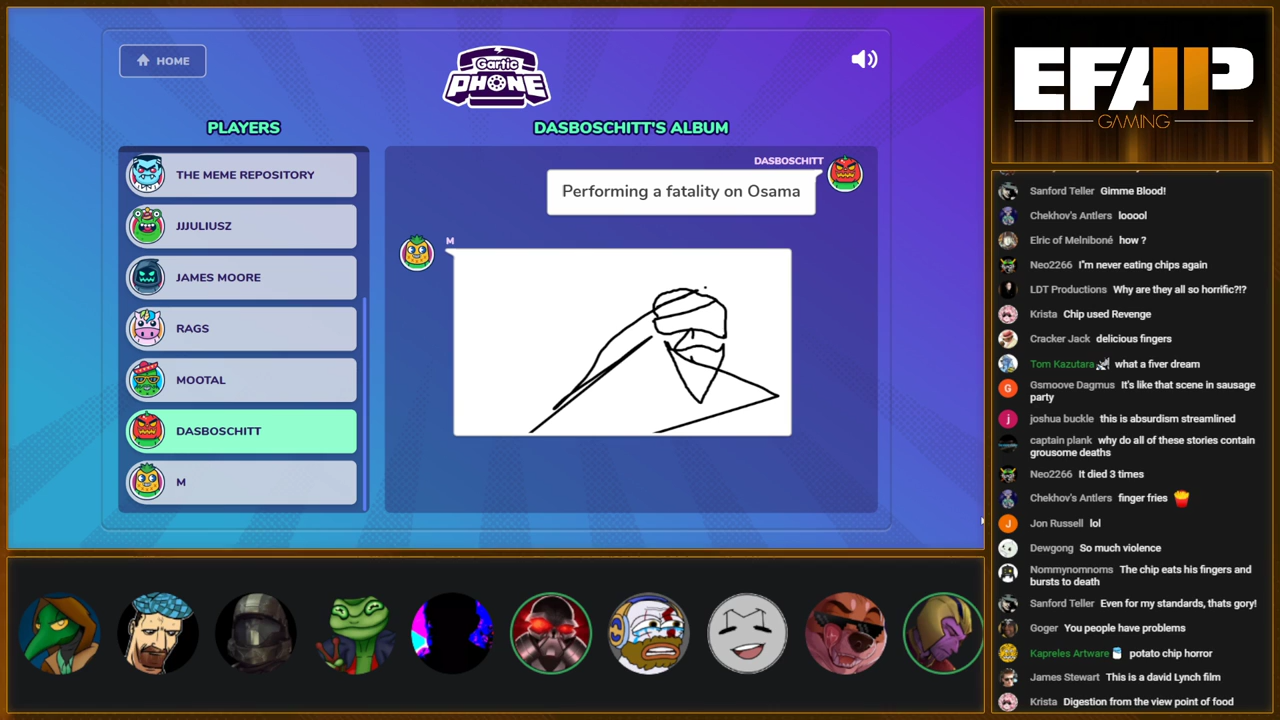 HOME
Gartic
PHONE
PLAYERS
THE MEME REPOSITORY
JJJULIUSZ
JAMES MOORE
RAGS
MOOTAL
DASBOSCHITT
M
DASBOSCHITT'S ALBUM
DASBOSCHITT
Performing a fatality on Osama
M
EFAP
GAMING
Sanford Teller Gimme Blood!
Chekhov's Antlers looool
Elric of Melniboné how ?
Neo2266 I"m never eating chips again
LDT Productions Why are they all so horrific?!?
Krista Chip used Revenge
Cracker Jack delicious fingers
Tom Kazutara what a fiver dream
Gsmoove Dagmus It's like that scene in sausage
party
joshua buckle this is absurdism streamlined
captain plank why do all of these stories contain
grousome deaths
Neo2266 It died 3 times
Chekhov's Antlers finger fries
Jon Russell lol
Dewgong So much violence
Nommynomnoms The chip eats his fingers and
bursts to death
Sanford Teller Even for my standards, thats gory!
Goger You people have problems
Kapreles Artware potato chip horror
James Stewart This is a david Lynch film
Krista Digestion from the view point of food